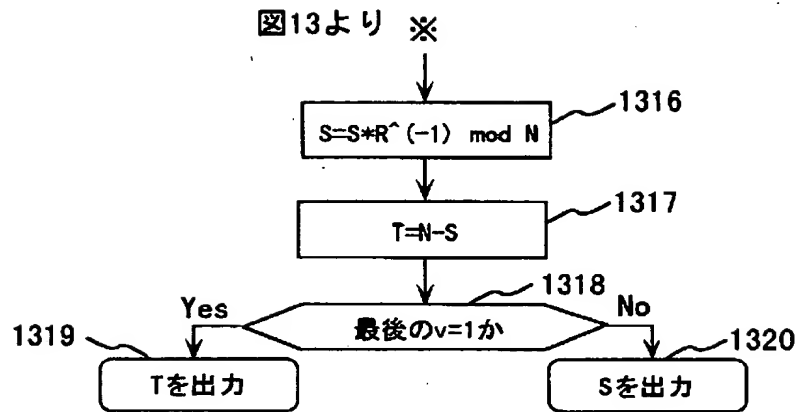 図13より ※
1316
S=S*R^(-1) mod N
1317
T=N-S
1318
Yes
No
最後のv=1か
1319
1320
Tを出力
Sを出力